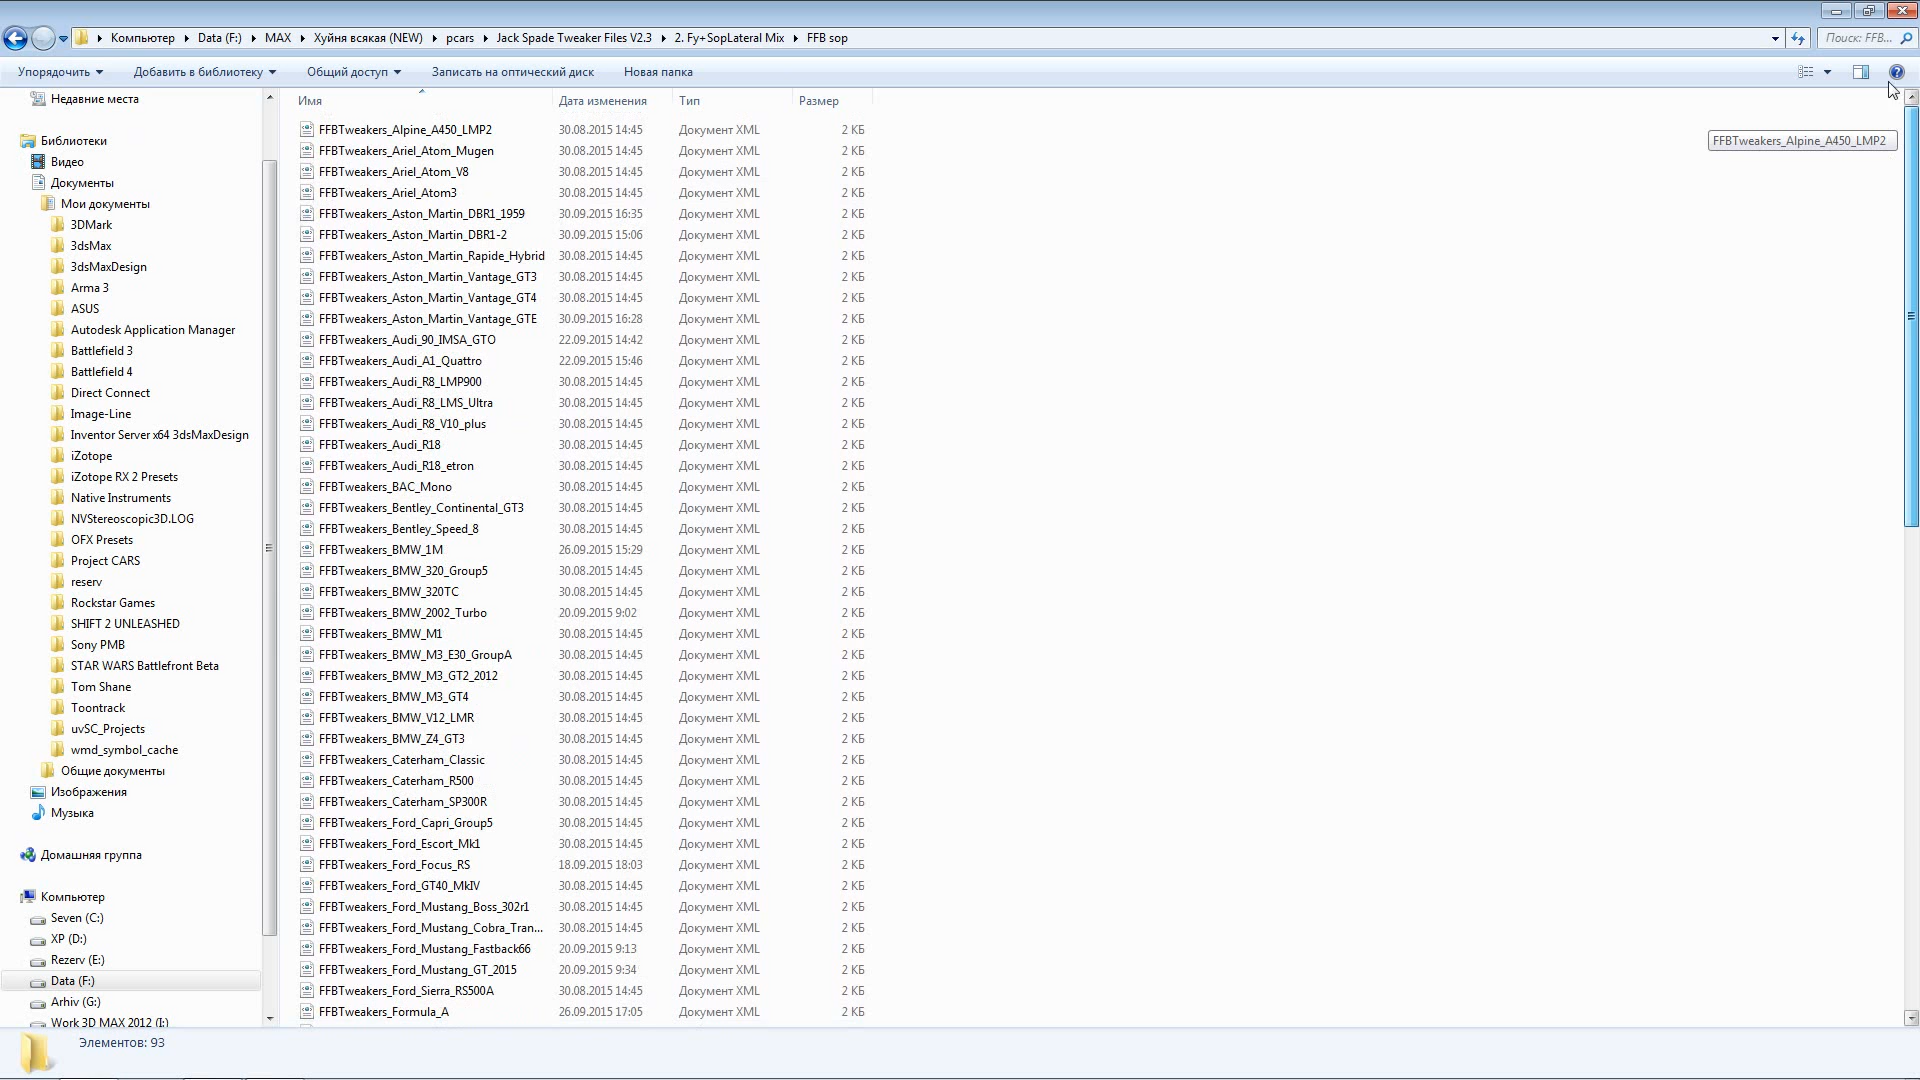 Компьютер Data (F:) MAX Хуйня всякая (NEW) pcars Jack Spade Tweaker Files V2.3 2. Fy+SopLateral Mix FFB sop
Поиск: FFB...
Упорядочить Добавить в библиотеку Общий доступ Записать на оптический диск Новая папка
Недавние места
Библиотеки
Видео
Документы
Мои документы
3DMark
3dsMax
3dsMaxDesign
Arma 3
ASUS
Autodesk Application Manager
Battlefield 3
Battlefield 4
Direct Connect
Image-Line
Inventor Server x64 3dsMaxDesign
iZotope
iZotope RX 2 Presets
Native Instruments
NVStereoscopic3D.LOG
OFX Presets
Project CARS
reserv
Rockstar Games
SHIFT 2 UNLEASHED
Sony PMB
STAR WARS Battlefront Beta
Tom Shane
Toontrack
uvSC_Projects
wmd_symbol_cache
Общие документы
Изображения
Музыка
Домашняя группа
Компьютер
Seven (C:)
XP (D:)
Rezerv (E:)
Data (F:)
Arhiv (G:)
Work 3D MAX 2012 (I:)
Имя Дата изменения Тип Размер
FFBTweakers_Alpine_A450_LMP2 30.08.2015 14:45 Документ XML 2 КБ
FFBTweakers_Ariel_Atom_Mugen 30.08.2015 14:45 Документ XML 2 КБ
FFBTweakers_Ariel_Atom_V8 30.08.2015 14:45 Документ XML 2 КБ
FFBTweakers_Ariel_Atom3 30.08.2015 14:45 Документ XML 2 КБ
FFBTweakers_Aston_Martin_DBR1_1959 30.09.2015 16:35 Документ XML 2 КБ
FFBTweakers_Aston_Martin_DBR1-2 30.09.2015 15:06 Документ XML 2 КБ
FFBTweakers_Aston_Martin_Rapide_Hybrid 30.08.2015 14:45 Документ XML 2 КБ
FFBTweakers_Aston_Martin_Vantage_GT3 30.08.2015 14:45 Документ XML 2 КБ
FFBTweakers_Aston_Martin_Vantage_GT4 30.08.2015 14:45 Документ XML 2 КБ
FFBTweakers_Aston_Martin_Vantage_GTE 30.09.2015 16:28 Документ XML 2 КБ
FFBTweakers_Audi_90_IMSA_GTO 22.09.2015 14:42 Документ XML 2 КБ
FFBTweakers_Audi_A1_Quattro 22.09.2015 15:46 Документ XML 2 КБ
FFBTweakers_Audi_R8_LMP900 30.08.2015 14:45 Документ XML 2 КБ
FFBTweakers_Audi_R8_LMS_Ultra 30.08.2015 14:45 Документ XML 2 КБ
FFBTweakers_Audi_R8_V10_plus 30.08.2015 14:45 Документ XML 2 КБ
FFBTweakers_Audi_R18 30.08.2015 14:45 Документ XML 2 КБ
FFBTweakers_Audi_R18_etron 30.08.2015 14:45 Документ XML 2 КБ
FFBTweakers_BAC_Mono 30.08.2015 14:45 Документ XML 2 КБ
FFBTweakers_Bentley_Continental_GT3 30.08.2015 14:45 Документ XML 2 КБ
FFBTweakers_Bentley_Speed_8 30.08.2015 14:45 Документ XML 2 КБ
FFBTweakers_BMW_1M 26.09.2015 15:29 Документ XML 2 КБ
FFBTweakers_BMW_320_Group5 30.08.2015 14:45 Документ XML 2 КБ
FFBTweakers_BMW_320TC 30.08.2015 14:45 Документ XML 2 КБ
FFBTweakers_BMW_2002_Turbo 20.09.2015 9:02 Документ XML 2 КБ
FFBTweakers_BMW_M1 30.08.2015 14:45 Документ XML 2 КБ
FFBTweakers_BMW_M3_E30_GroupA 30.08.2015 14:45 Документ XML 2 КБ
FFBTweakers_BMW_M3_GT2_2012 30.08.2015 14:45 Документ XML 2 КБ
FFBTweakers_BMW_M3_GT4 30.08.2015 14:45 Документ XML 2 КБ
FFBTweakers_BMW_V12_LMR 30.08.2015 14:45 Документ XML 2 КБ
FFBTweakers_BMW_Z4_GT3 30.08.2015 14:45 Документ XML 2 КБ
FFBTweakers_Caterham_Classic 30.08.2015 14:45 Документ XML 2 КБ
FFBTweakers_Caterham_R500 30.08.2015 14:45 Документ XML 2 КБ
FFBTweakers_Caterham_SP300R 30.08.2015 14:45 Документ XML 2 КБ
FFBTweakers_Ford_Capri_Group5 30.08.2015 14:45 Документ XML 2 КБ
FFBTweakers_Ford_Escort_Mk1 30.08.2015 14:45 Документ XML 2 КБ
FFBTweakers_Ford_Focus_RS 18.09.2015 18:03 Документ XML 2 КБ
FFBTweakers_Ford_GT40_MkIV 30.08.2015 14:45 Документ XML 2 КБ
FFBTweakers_Ford_Mustang_Boss_302r1 30.08.2015 14:45 Документ XML 2 КБ
FFBTweakers_Ford_Mustang_Cobra_Tran... 30.08.2015 14:45 Документ XML 2 КБ
FFBTweakers_Ford_Mustang_Fastback66 20.09.2015 9:13 Документ XML 2 КБ
FFBTweakers_Ford_Mustang_GT_2015 20.09.2015 9:34 Документ XML 2 КБ
FFBTweakers_Ford_Sierra_RS500A 30.08.2015 14:45 Документ XML 2 КБ
FFBTweakers_Formula_A 26.09.2015 17:05 Документ XML 2 КБ
FFBTweakers_Alpine_A450_LMP2
Элементов: 93